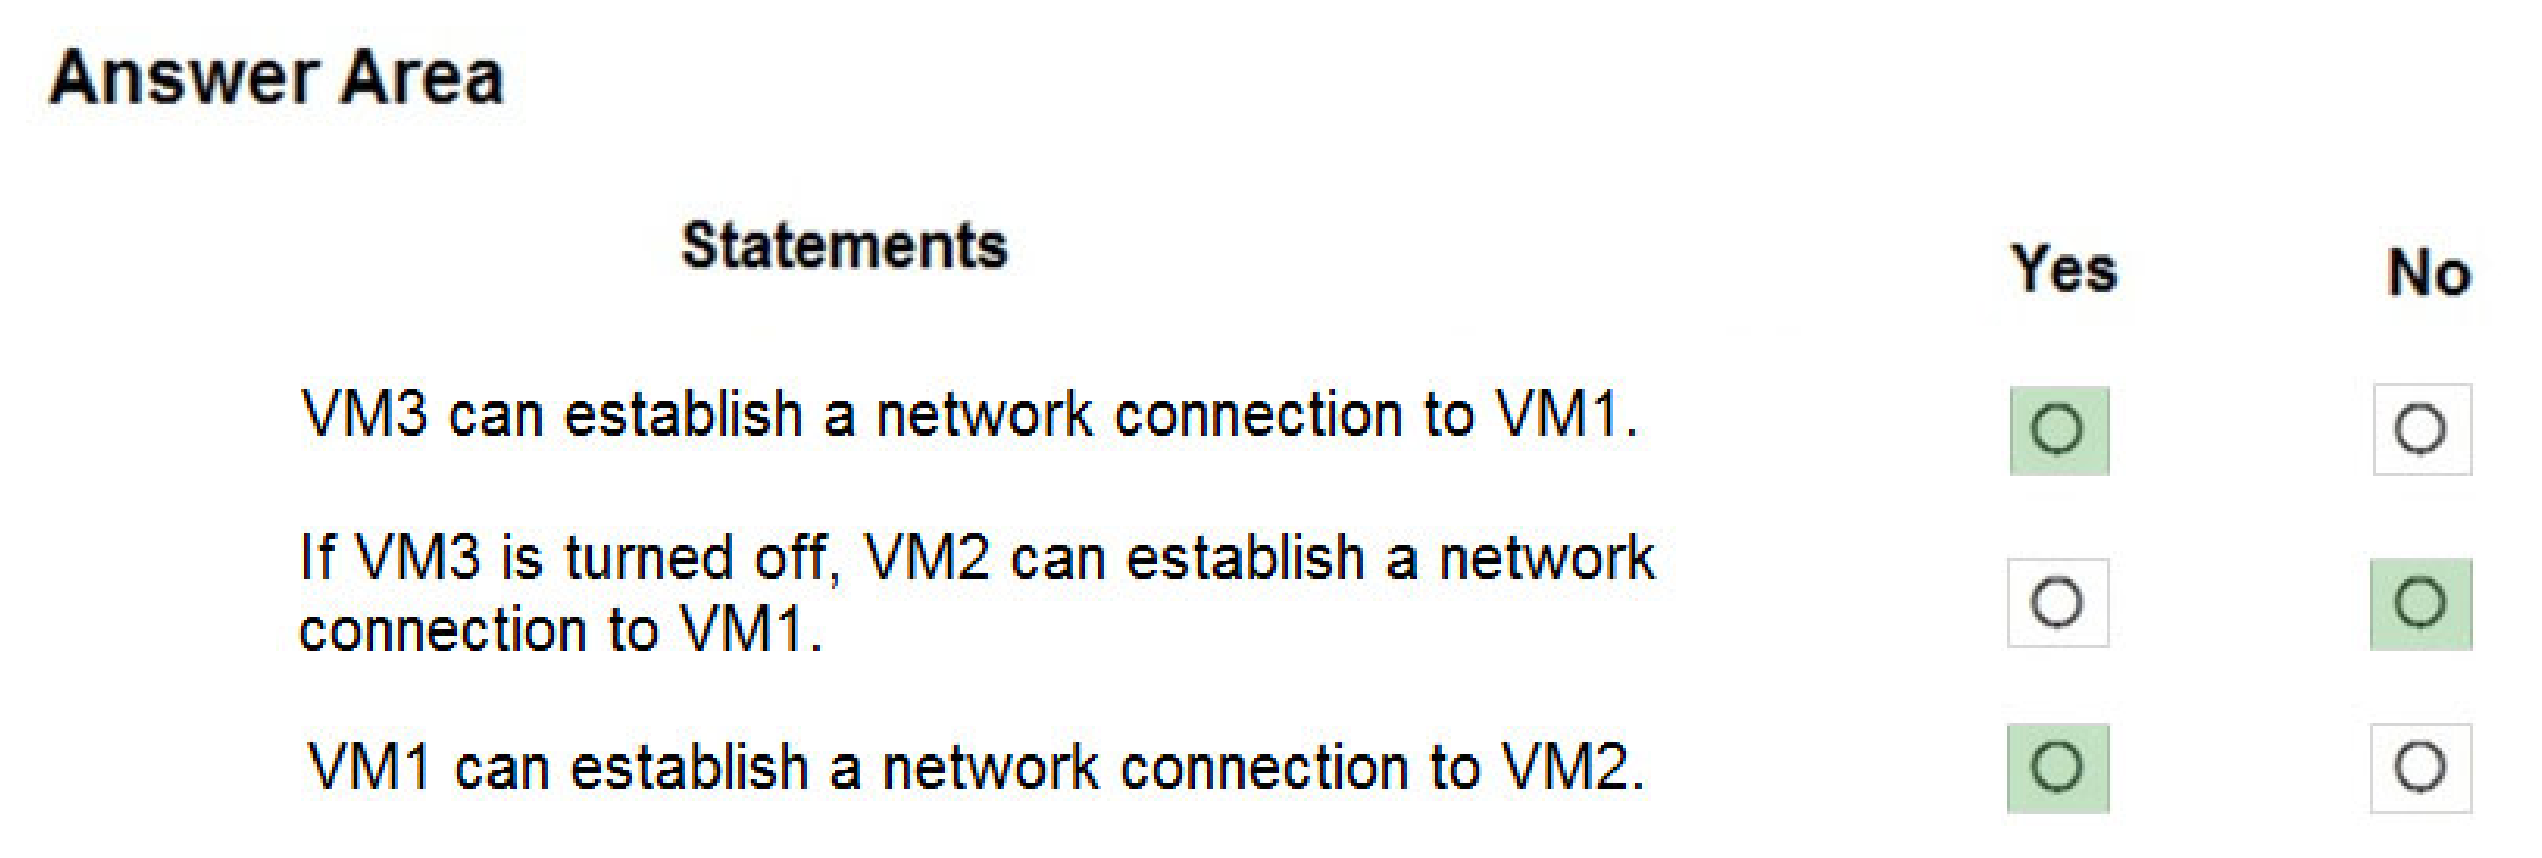 Answer Area
Statements
Yes
No
VM3 can establish a network connection to VM1.
If VM3 is turned off, VM2 can establish a network
connection to VM1.
VM1 can establish a network connection to VM2.